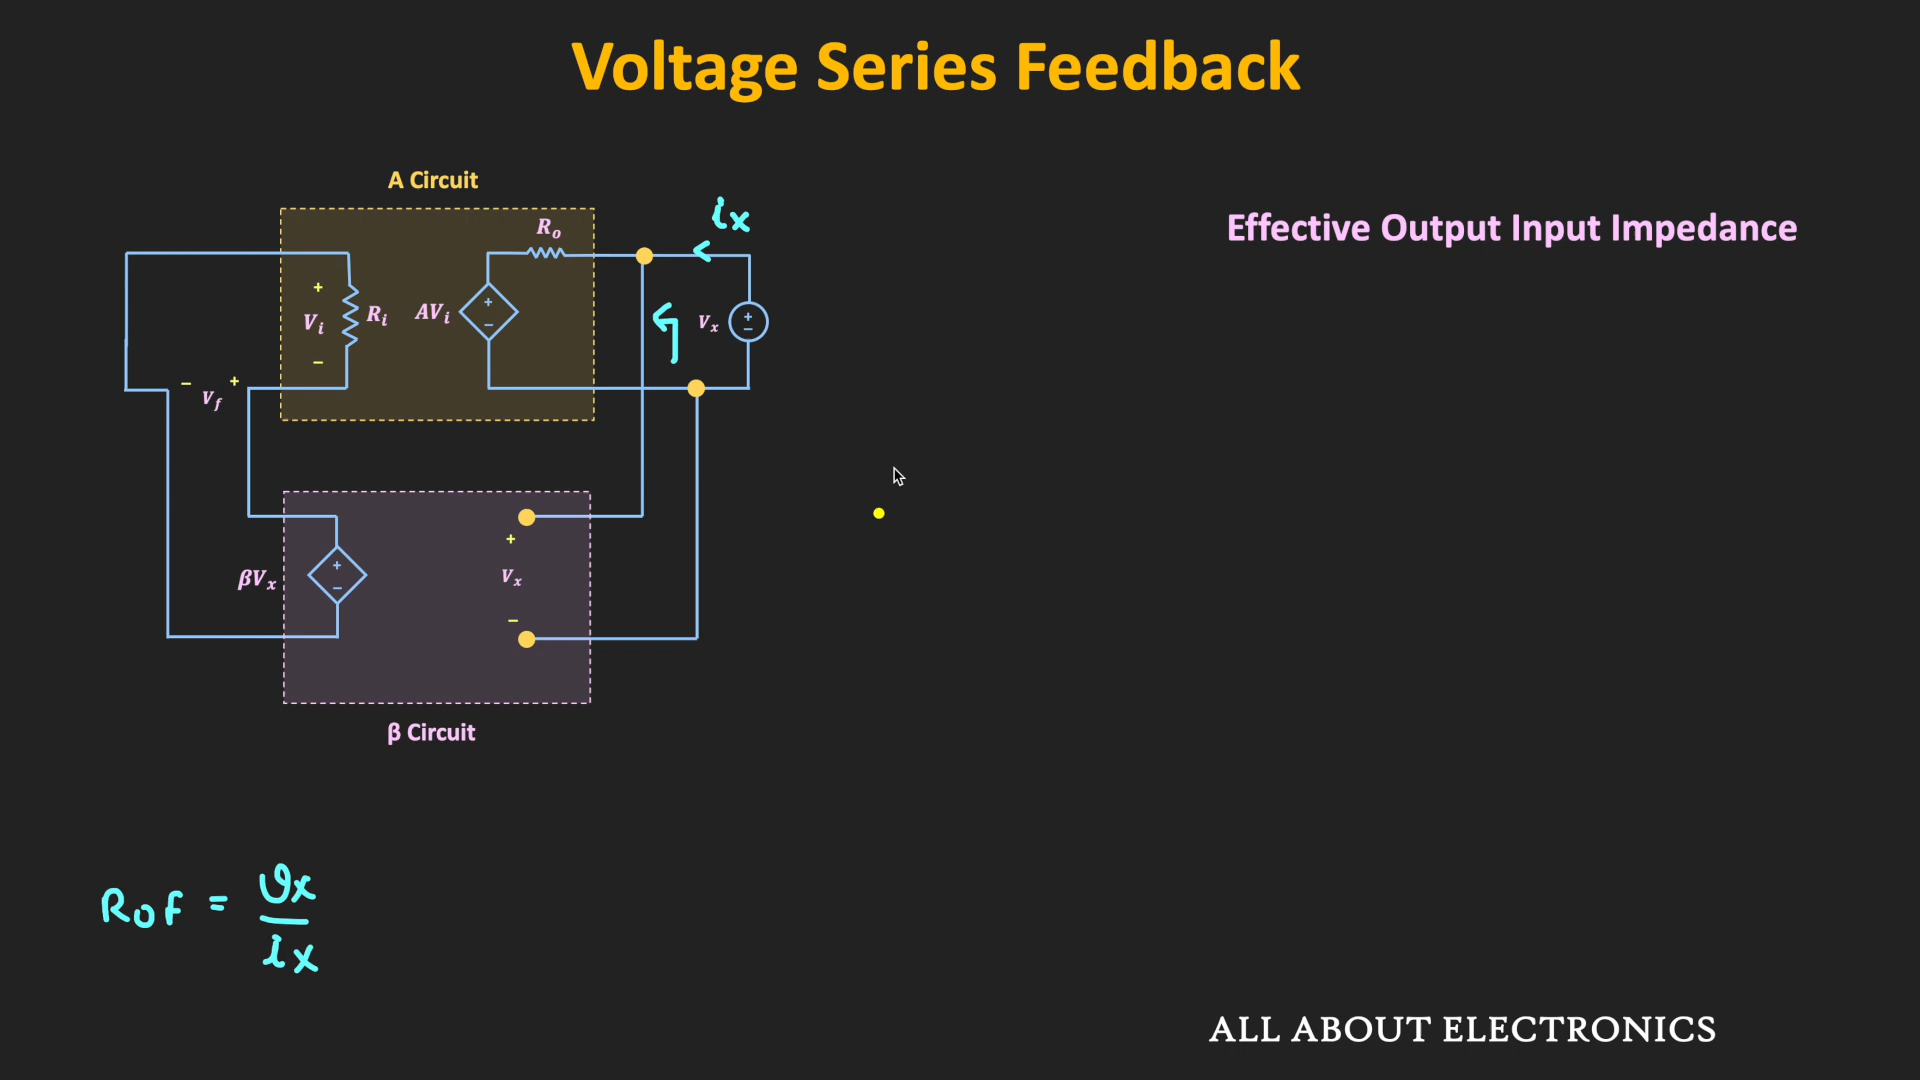 Voltage Series Feedback
A Circuit
Effective Output Input Impedance
ix
Ro
+
Vi
−
Ri
AVi
+
−
Vx
+
−
− Vf +
βVx
+
−
+
Vx
−
β Circuit
Rof = vx
ix
ALL ABOUT ELECTRONICS